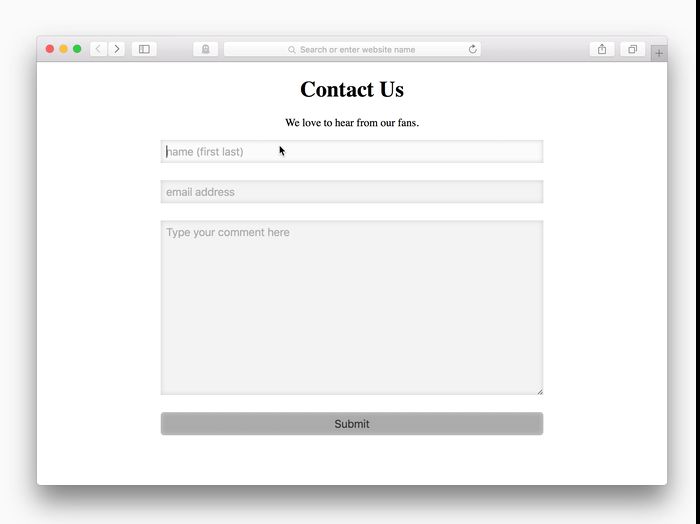 Search or enter website name
Contact Us
We love to hear from our fans.
name (first last)
email address
Type your comment here
Submit